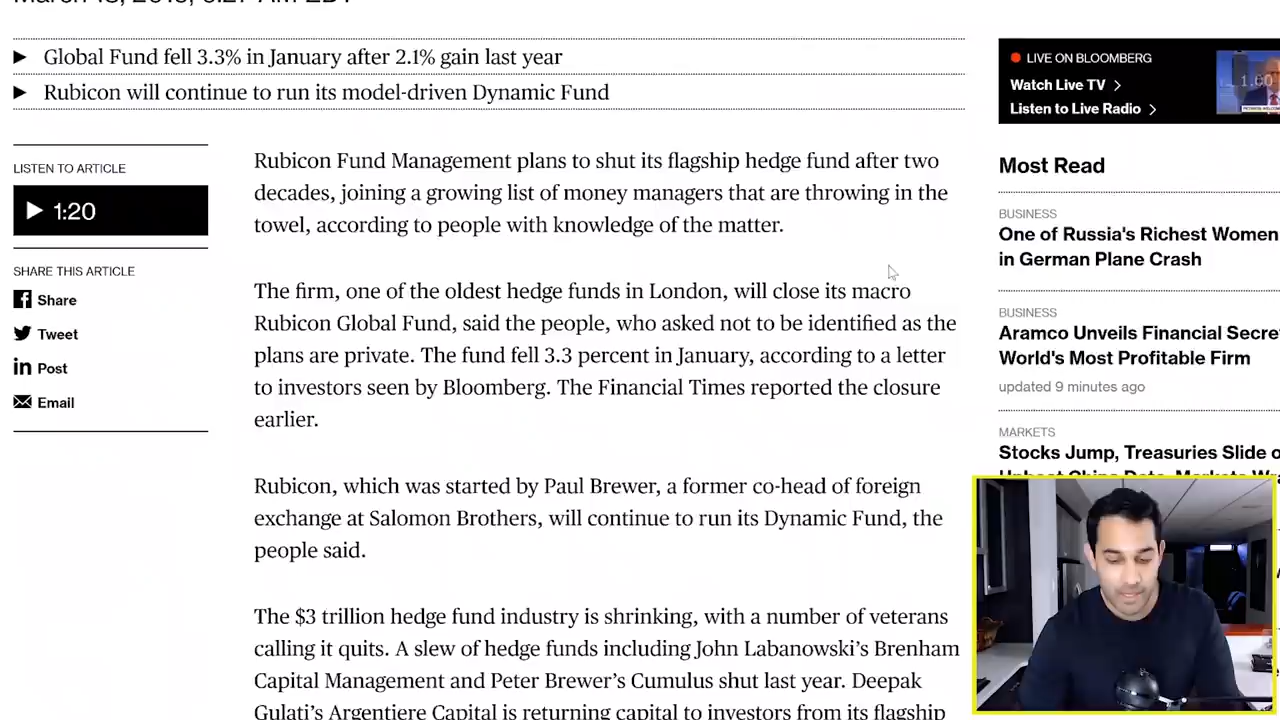 Global Fund fell 3.3% in January after 2.1% gain last year
Rubicon will continue to run its model-driven Dynamic Fund
LISTEN TO ARTICLE
1:20
SHARE THIS ARTICLE
Share
Tweet
Post
Email
Rubicon Fund Management plans to shut its flagship hedge fund after two
decades, joining a growing list of money managers that are throwing in the
towel, according to people with knowledge of the matter.
The firm, one of the oldest hedge funds in London, will close its macro
Rubicon Global Fund, said the people, who asked not to be identified as the
plans are private. The fund fell 3.3 percent in January, according to a letter
to investors seen by Bloomberg. The Financial Times reported the closure
earlier.
Rubicon, which was started by Paul Brewer, a former co-head of foreign
exchange at Salomon Brothers, will continue to run its Dynamic Fund, the
people said.
The $3 trillion hedge fund industry is shrinking, with a number of veterans
calling it quits. A slew of hedge funds including John Labanowski's Brenham
Capital Management and Peter Brewer's Cumulus shut last year. Deepak
Gulati's Argentiere Capital is returning capital to investors from its flagship
LIVE ON BLOOMBERG
Watch Live TV
Listen to Live Radio
Most Read
BUSINESS
One of Russia's Richest Women
in German Plane Crash
BUSINESS
Aramco Unveils Financial Secre
World's Most Profitable Firm
updated 9 minutes ago
MARKETS
Stocks Jump, Treasuries Slide o